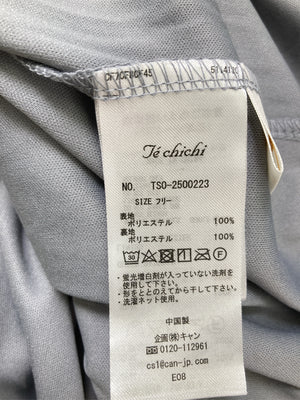 Té chichi
NO. TSO-2500223
SIZE フリー
表地
ポリエステル 100%
裏地
ポリエステル 100%
30
・蛍光増白剤が入っていない洗剤を
使用して下さい。
・形をととのえてから干して下さい。
・洗濯ネット使用。
中国製
企画(株)キャン
0120-112961
cs1@can-jp.com
E08